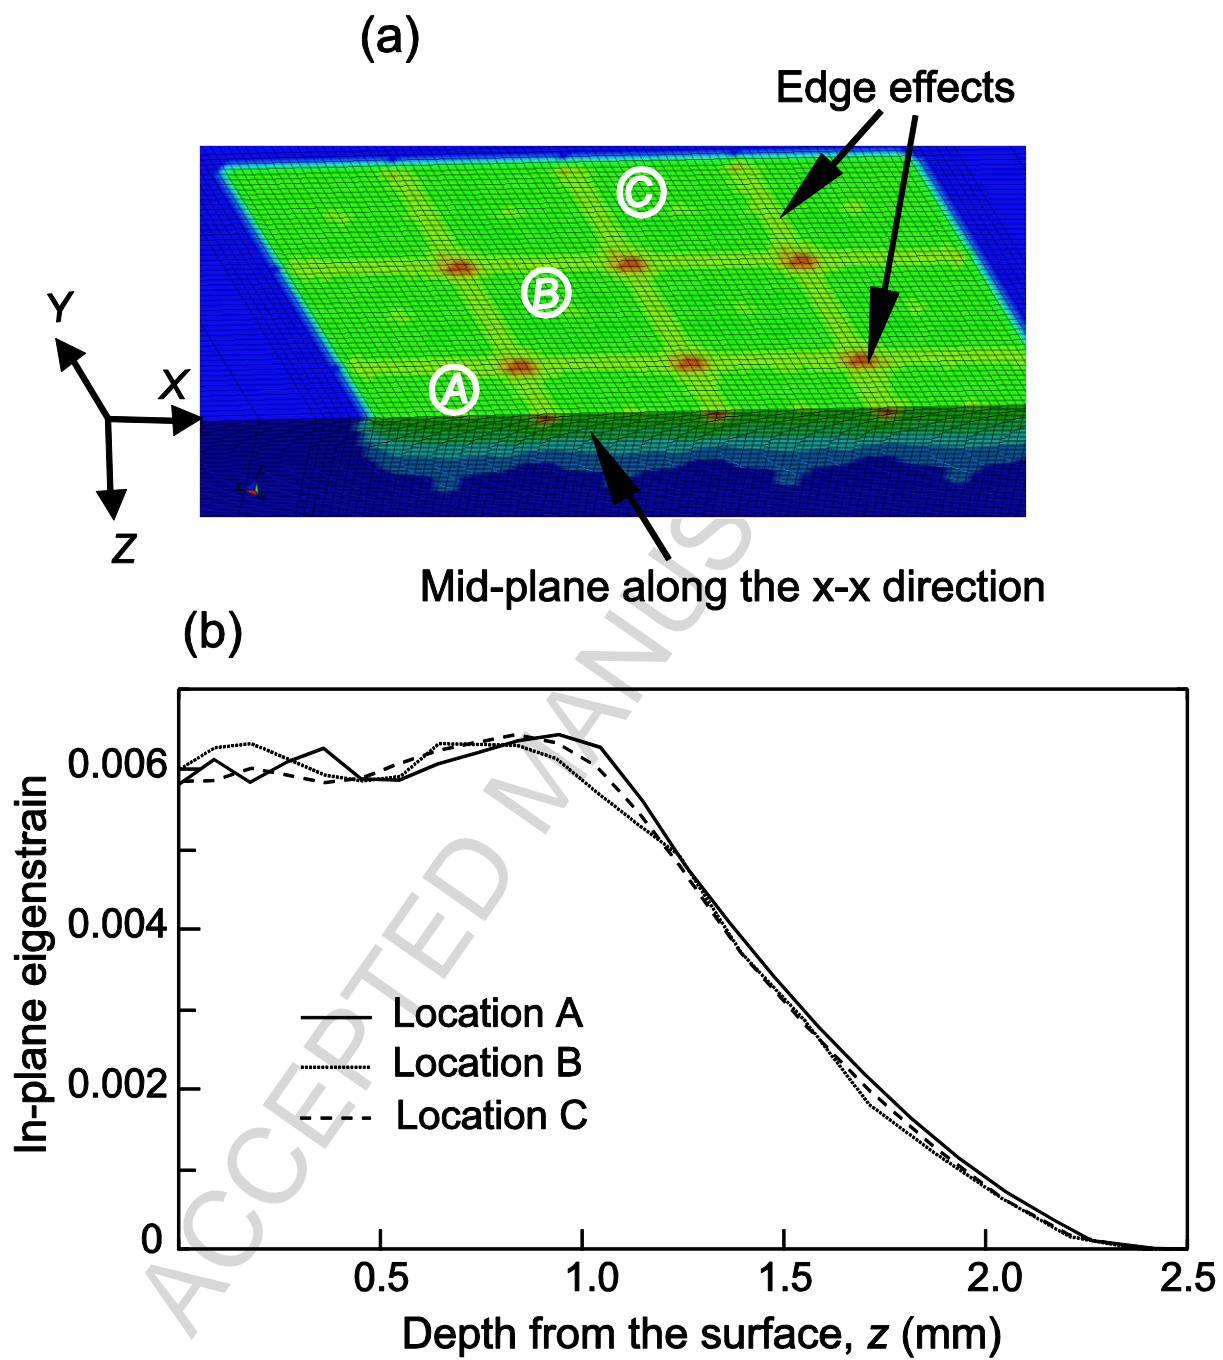 (a)
Edge effects
C
B
A
Y
X
Z
Mid-plane along the x-x direction
(b)
ACCEPTED MANUS
In-plane eigenstrain
0.006
0.004
0.002
0
Location A
Location B
Location C
0.5 1.0 1.5 2.0 2.5
Depth from the surface, z (mm)